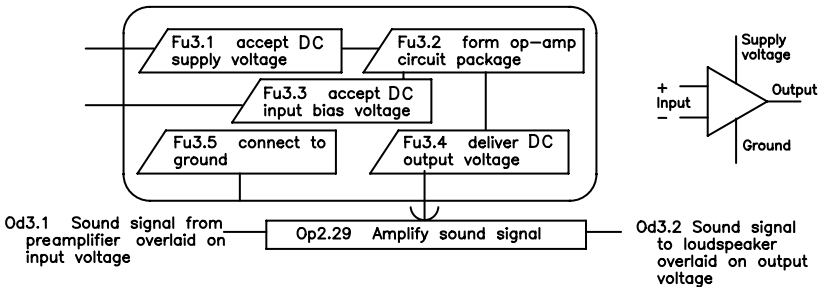 Fu3.1 accept DC
supply voltage
Fu3.2 form op-amp
circuit package
Fu3.3 accept DC
input bias voltage
Fu3.5 connect to
ground
Fu3.4 deliver DC
output voltage
Supply
voltage
+
Input
-
Output
Ground
Od3.1 Sound signal from
preamplifier overlaid on
input voltage
Op2.29 Amplify sound signal
Od3.2 Sound signal
to loudspeaker
overlaid on output
voltage